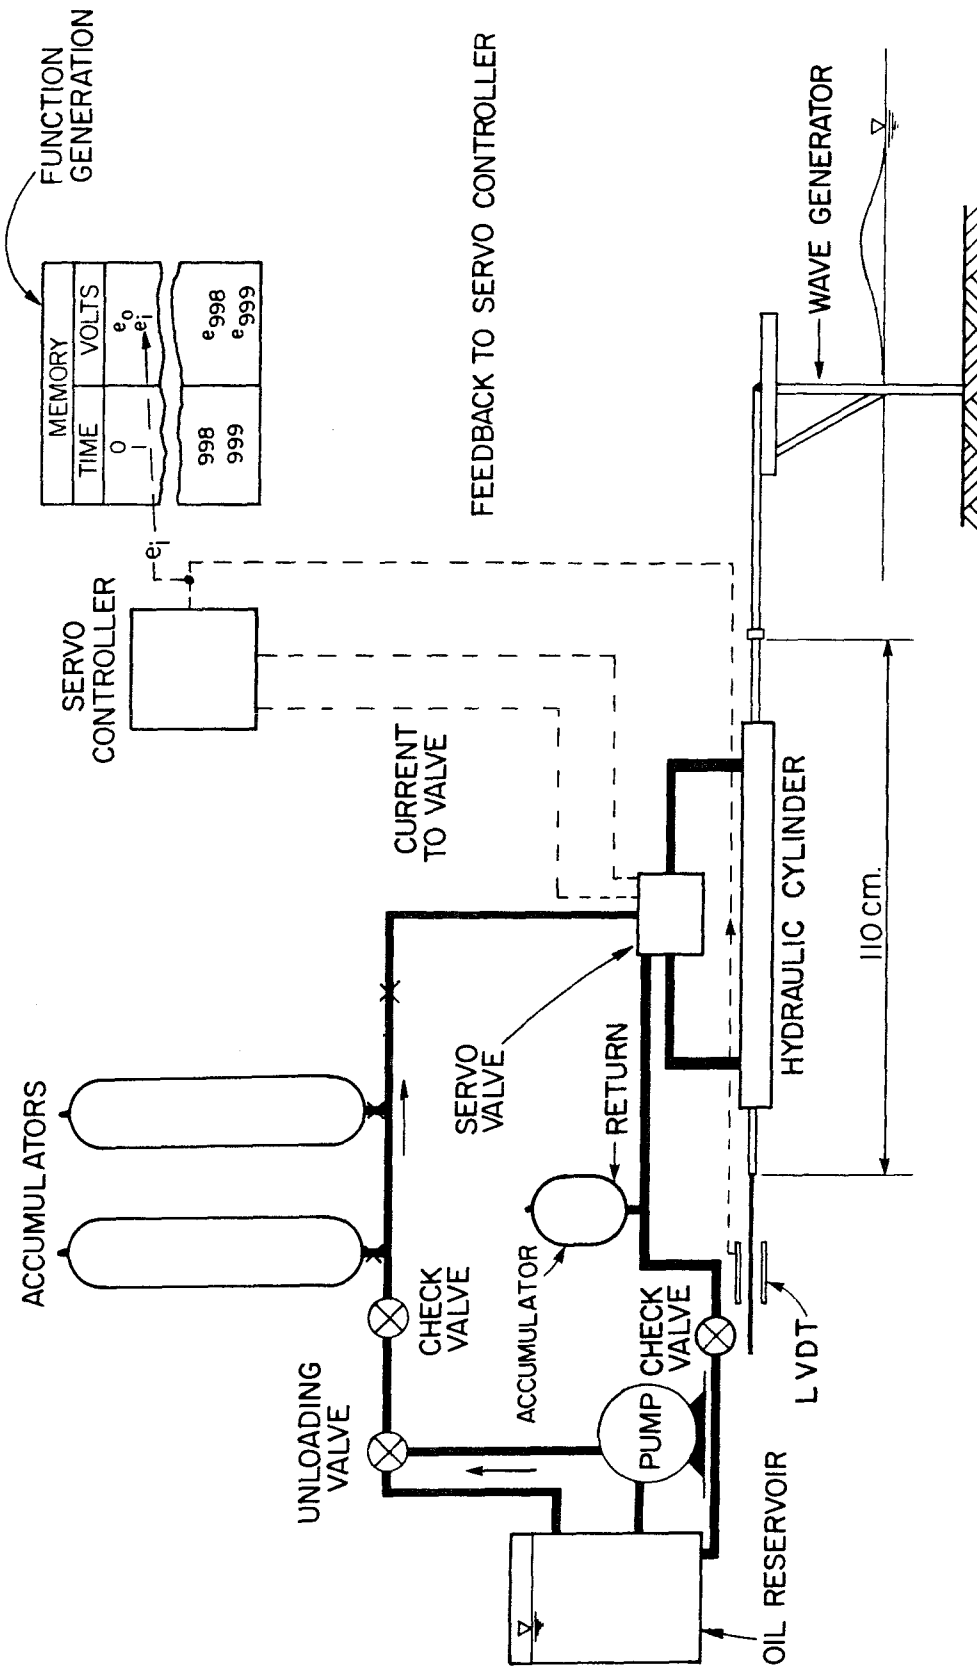 FUNCTION
GENERATION
MEMORY
TIME VOLTS
0 e0
1 ei
998 e998
999 e999
ei
SERVO
CONTROLLER
FEEDBACK TO SERVO CONTROLLER
CURRENT
TO VALVE
ACCUMULATORS
UNLOADING
VALVE
CHECK
VALVE
SERVO
VALVE
ACCUMULATOR
RETURN
PUMP
CHECK
VALVE
WAVE GENERATOR
HYDRAULIC CYLINDER
110 cm.
LVDT
OIL RESERVOIR